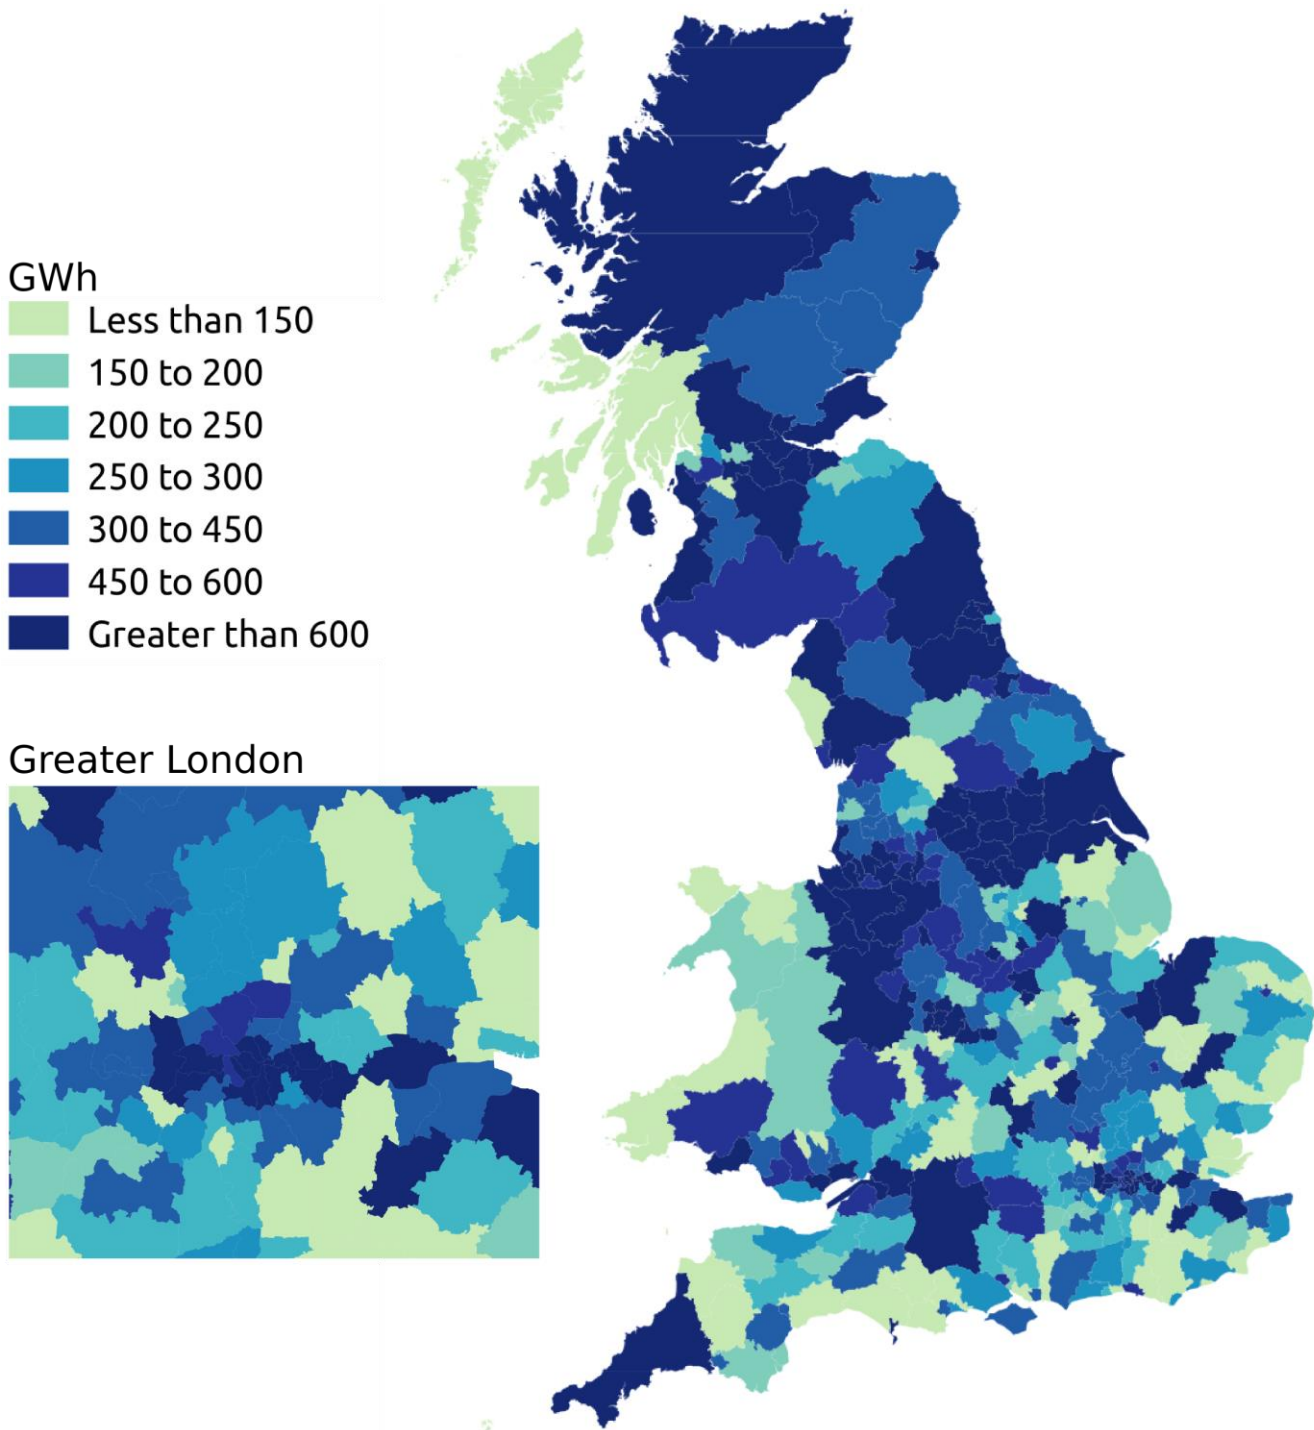 GWh
Less than 150
150 to 200
200 to 250
250 to 300
300 to 450
450 to 600
Greater than 600
Greater London